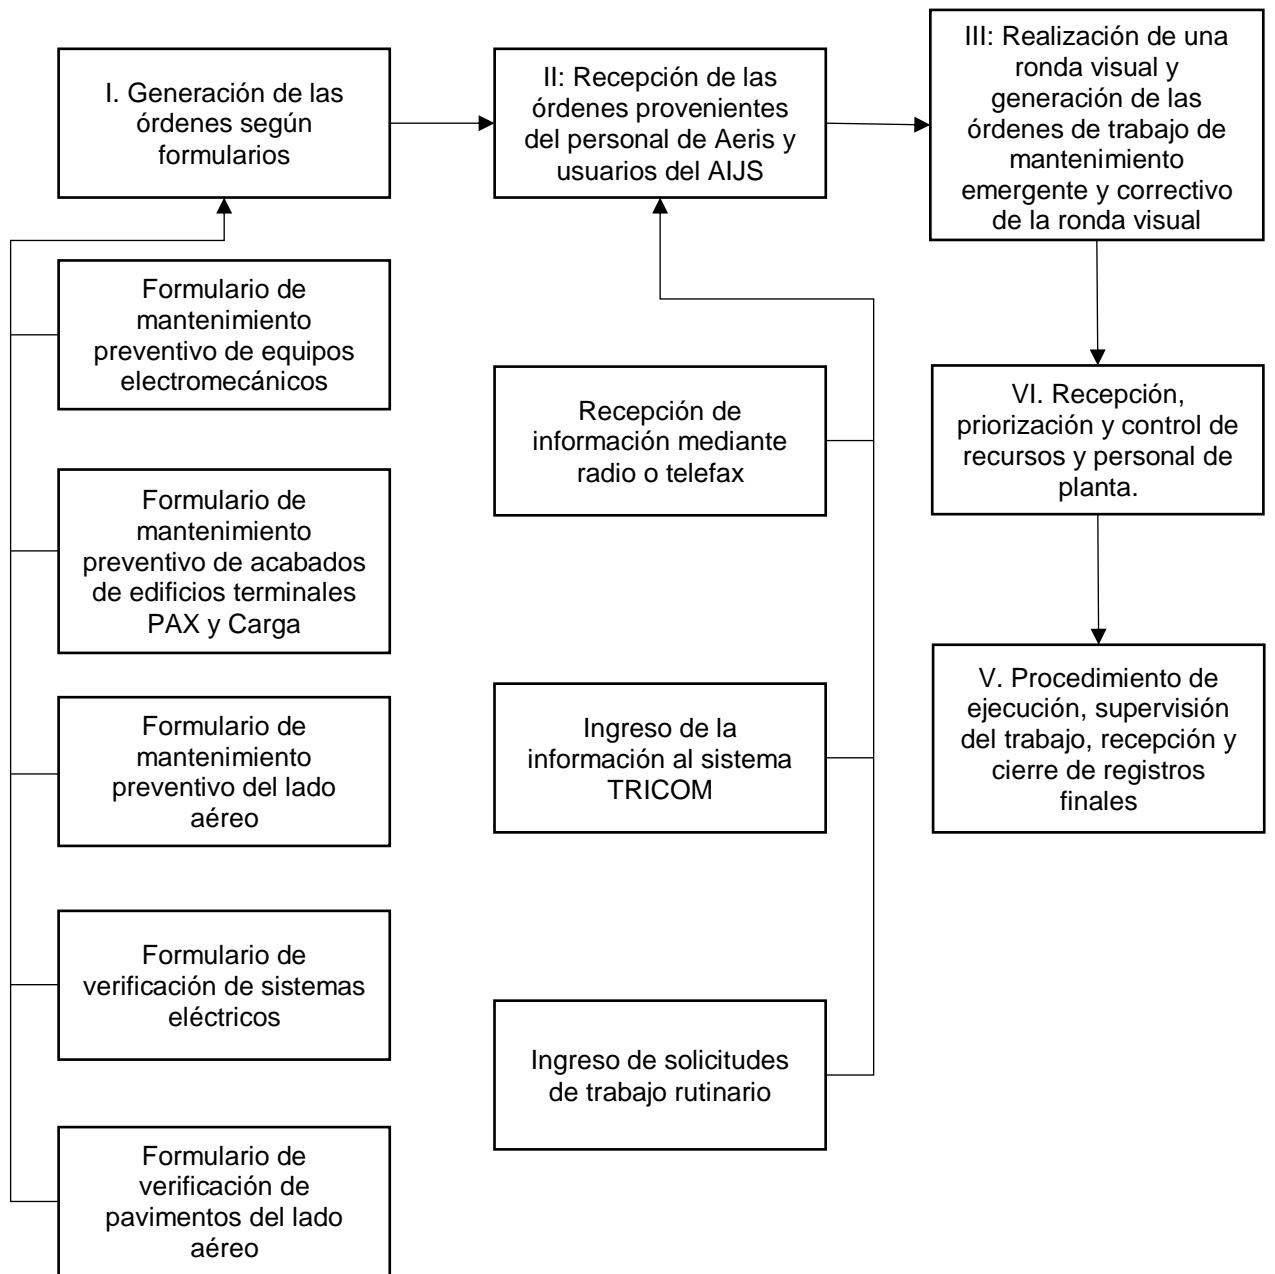 I. Generación de las
órdenes según
formularios
II: Recepción de las
órdenes provenientes
del personal de Aeris y
usuarios del AIJS
III: Realización de una
ronda visual y
generación de las
órdenes de trabajo de
mantenimiento
emergente y correctivo
de la ronda visual
Formulario de
mantenimiento
preventivo de equipos
electromecánicos
Formulario de
mantenimiento
preventivo de acabados
de edificios terminales
PAX y Carga
Formulario de
mantenimiento
preventivo del lado
aéreo
Formulario de
verificación de sistemas
eléctricos
Formulario de
verificación de
pavimentos del lado
aéreo
Recepción de
información mediante
radio o telefax
Ingreso de la
información al sistema
TRICOM
Ingreso de solicitudes
de trabajo rutinario
VI. Recepción,
priorización y control de
recursos y personal de
planta.
V. Procedimiento de
ejecución, supervisión
del trabajo, recepción y
cierre de registros
finales